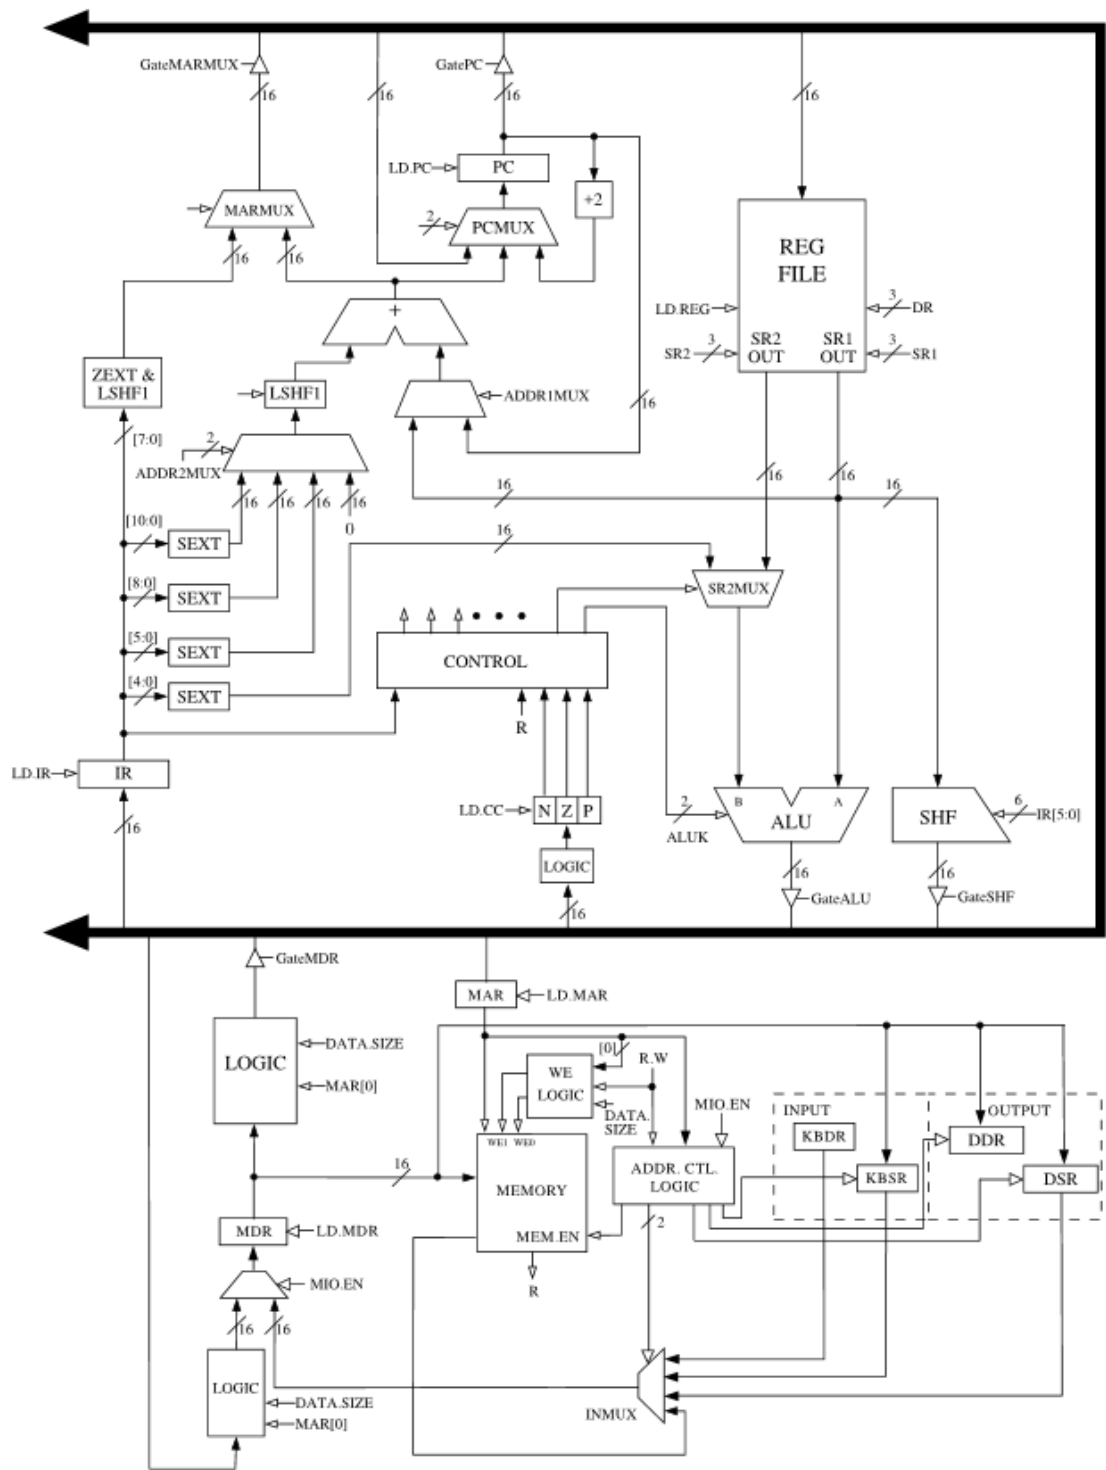 GateMARMUX
GatePC
16
16
16
16
LD.PC
PC
+2
MARMUX
2
PCMUX
16
16
REG
FILE
LD.REG
3
DR
SR2
3
SR2
OUT
SR1
OUT
3
SR1
+
ZEXT &
LSHF1
LSHF1
ADDR1MUX
16
[7:0]
2
ADDR2MUX
16
16
16
16
0
16
16
16
16
[10:0]
SEXT
16
[8:0]
SEXT
SR2MUX
[5:0]
SEXT
CONTROL
[4:0]
SEXT
R
LD.IR
IR
LD.CC
N
Z
P
2
ALUK
B
A
ALU
SHF
6
IR[5:0]
16
LOGIC
16
16
16
GateALU
GateSHF
GateMDR
MAR
LD.MAR
LOGIC
DATA.SIZE
MAR[0]
[0]
R.W
WE
LOGIC
DATA.
SIZE
MIO.EN
INPUT
OUTPUT
KBDR
DDR
WE1
WE0
16
MEMORY
ADDR. CTL.
LOGIC
KBSR
DSR
MDR
LD.MDR
MEM.EN
2
MIO.EN
R
16
16
LOGIC
DATA.SIZE
MAR[0]
INMUX